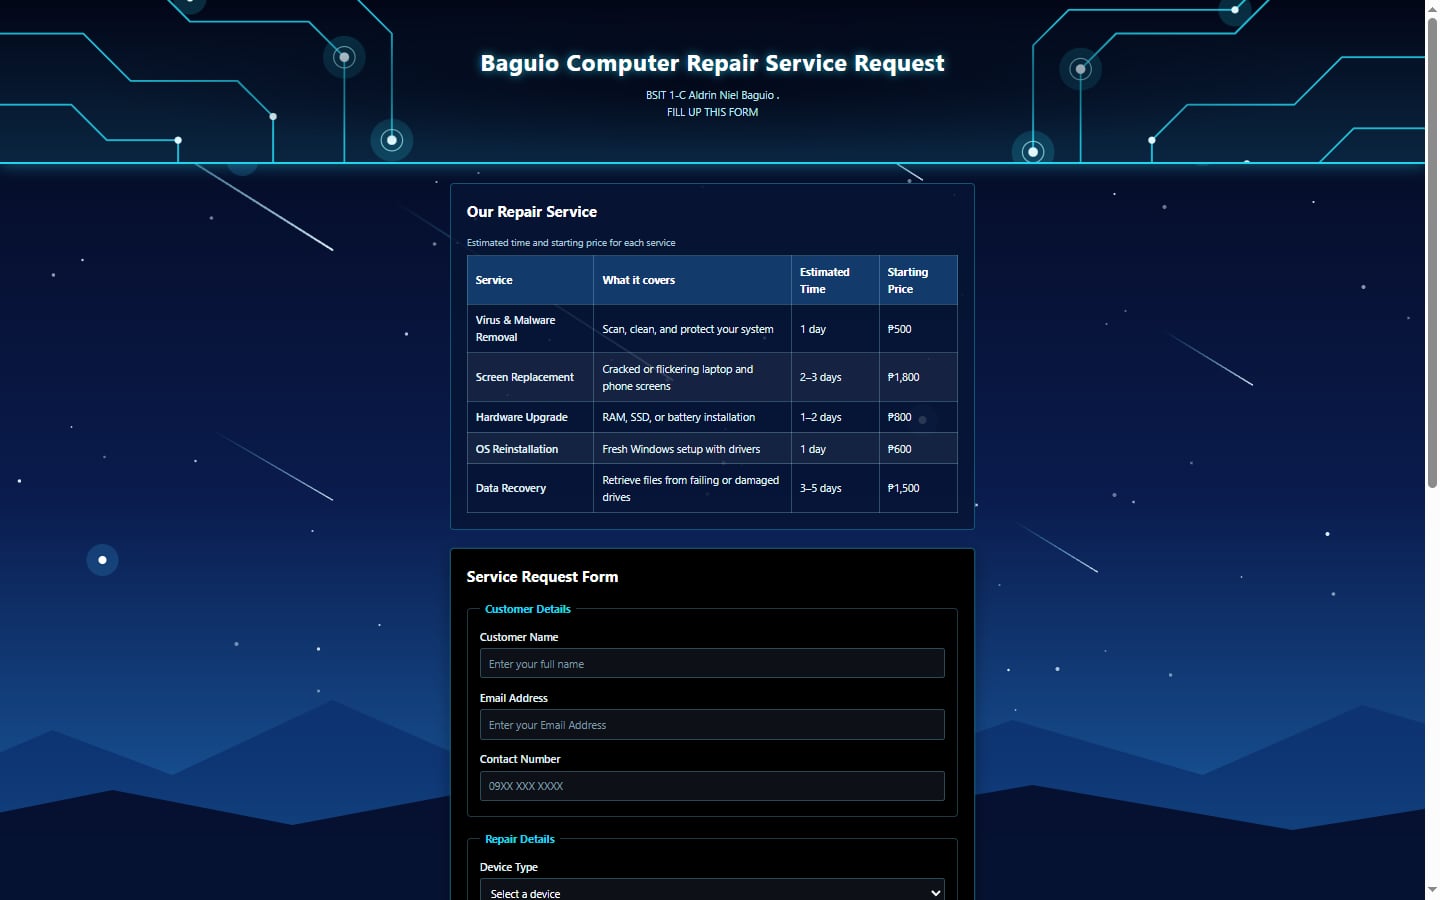 Baguio Computer Repair Service Request
BSIT 1-C Aldrin Niel Baguio .
FILL UP THIS FORM
Our Repair Service
Estimated time and starting price for each service
Service What it covers Estimated Time Starting Price
Virus & Malware Removal Scan, clean, and protect your system 1 day ₱500
Screen Replacement Cracked or flickering laptop and phone screens 2–3 days ₱1,800
Hardware Upgrade RAM, SSD, or battery installation 1–2 days ₱800
OS Reinstallation Fresh Windows setup with drivers 1 day ₱600
Data Recovery Retrieve files from failing or damaged drives 3–5 days ₱1,500
Service Request Form
Customer Details
Customer Name
Enter your full name
Email Address
Enter your Email Address
Contact Number
09XX XXX XXXX
Repair Details
Device Type
Select a device